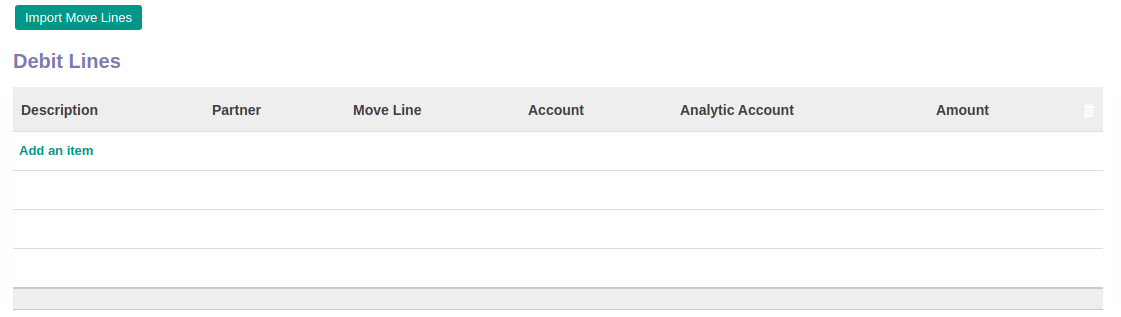 Import Move Lines
Debit Lines
Description Partner Move Line Account Analytic Account Amount
Add an item